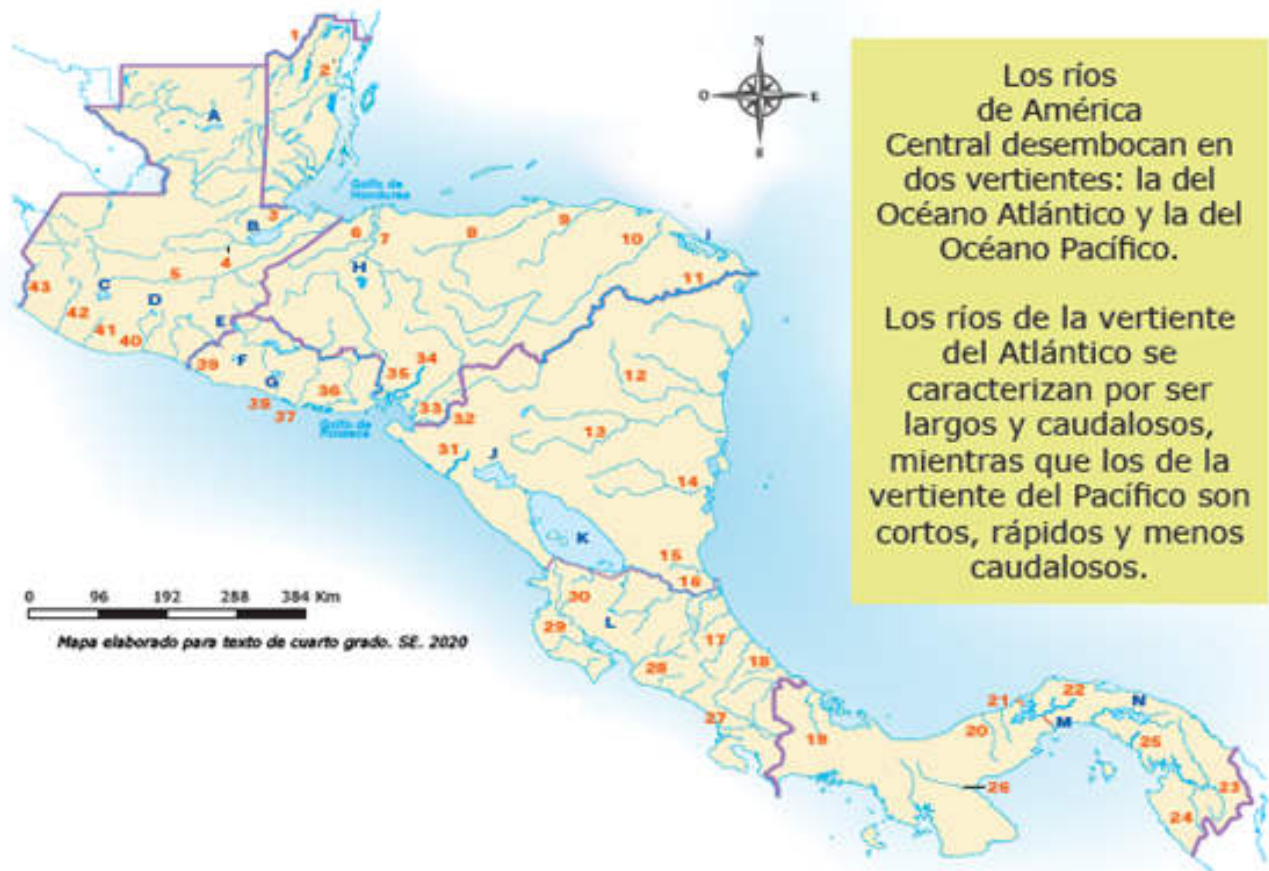 1
2
A
N
O
E
S
Los ríos
de América
Central desembocan en
dos vertientes: la del
Océano Atlántico y la del
Océano Pacífico.
Los ríos de la vertiente
del Atlántico se
caracterizan por ser
largos y caudalosos,
mientras que los de la
vertiente del Pacífico son
cortos, rápidos y menos
caudalosos.
Golfo de
Honduras
3
B
6
7
8
9
10
I
I
4
5
H
11
43
C
D
42
41
40
E
39
F
G
36
35
34
12
38
37
Golfo de
Fonseca
33
32
13
31
J
14
K
15
16
0 96 192 288 384 Km
Mapa elaborado para texto de cuarto grado. SE. 2020
30
29
L
17
28
18
27
19
20
21
22
M
N
25
26
23
24